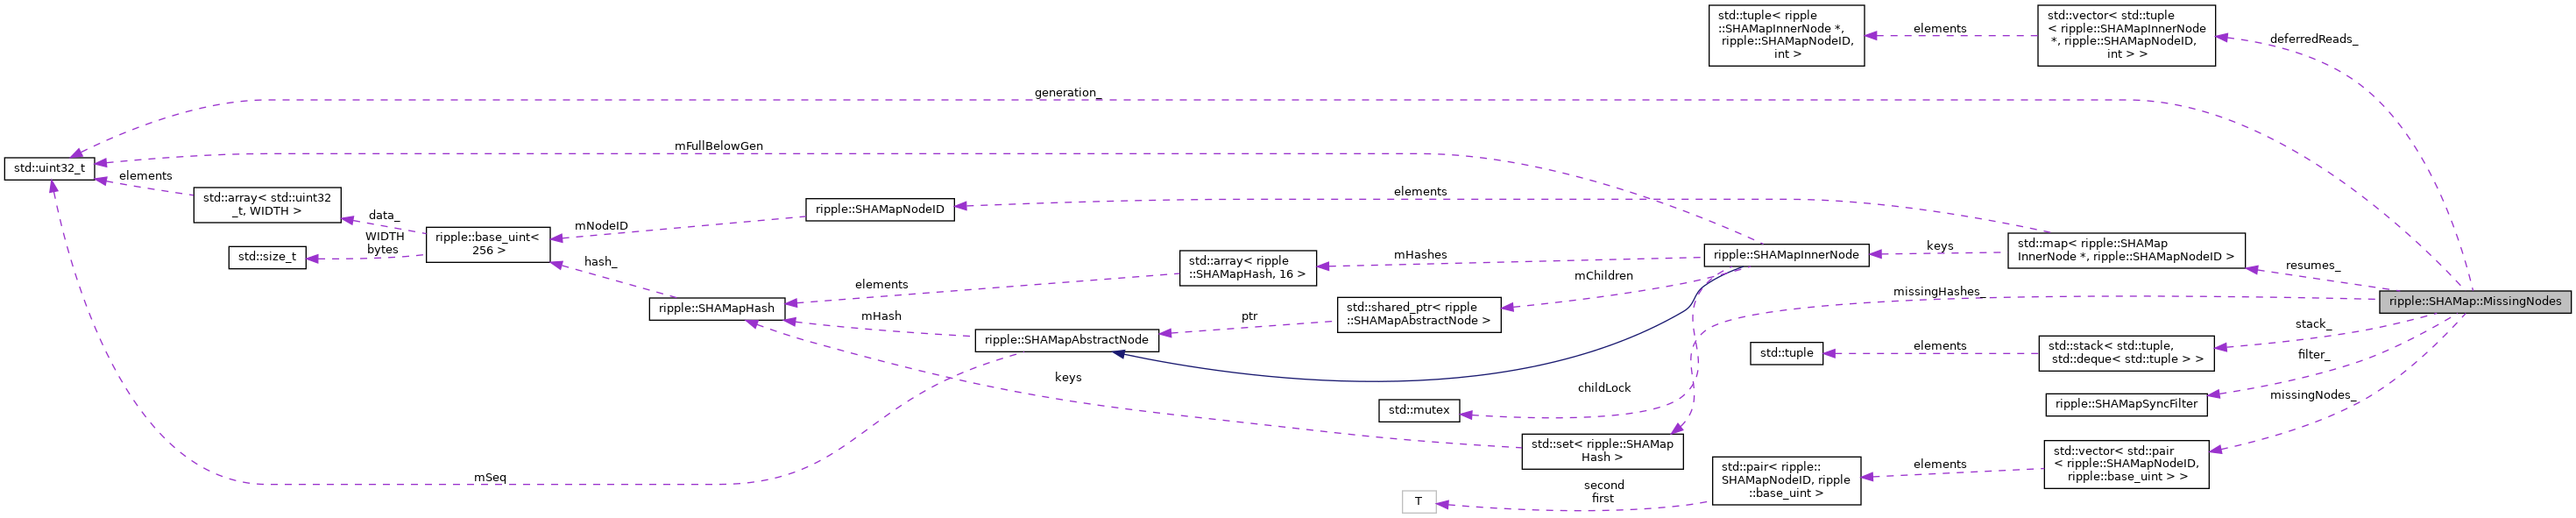 std::tuple< ripple
::SHAMapInnerNode *,
ripple::SHAMapNodeID,
int >
elements
std::vector< std::tuple
< ripple::SHAMapInnerNode
*, ripple::SHAMapNodeID,
int > >
deferredReads_
generation_
mFullBelowGen
std::uint32_t
elements
std::array< std::uint32
_t, WIDTH >
data_
WIDTH
bytes
std::size_t
ripple::base_uint<
256 >
mNodeID
hash_
ripple::SHAMapNodeID
elements
ripple::SHAMapHash
elements
mHash
std::array< ripple
::SHAMapHash, 16 >
mHashes
ripple::SHAMapInnerNode
keys
std::map< ripple::SHAMap
InnerNode *, ripple::SHAMapNodeID >
resumes_
ripple::SHAMap::MissingNodes
mChildren
missingHashes_
std::shared_ptr< ripple
::SHAMapAbstractNode >
ptr
ripple::SHAMapAbstractNode
stack_
std::stack< std::tuple,
std::deque< std::tuple > >
elements
std::tuple
filter_
ripple::SHAMapSyncFilter
missingNodes_
keys
childLock
std::mutex
std::set< ripple::SHAMap
Hash >
std::vector< std::pair
< ripple::SHAMapNodeID,
ripple::base_uint > >
elements
std::pair< ripple::
SHAMapNodeID, ripple
::base_uint >
second
first
T
mSeq